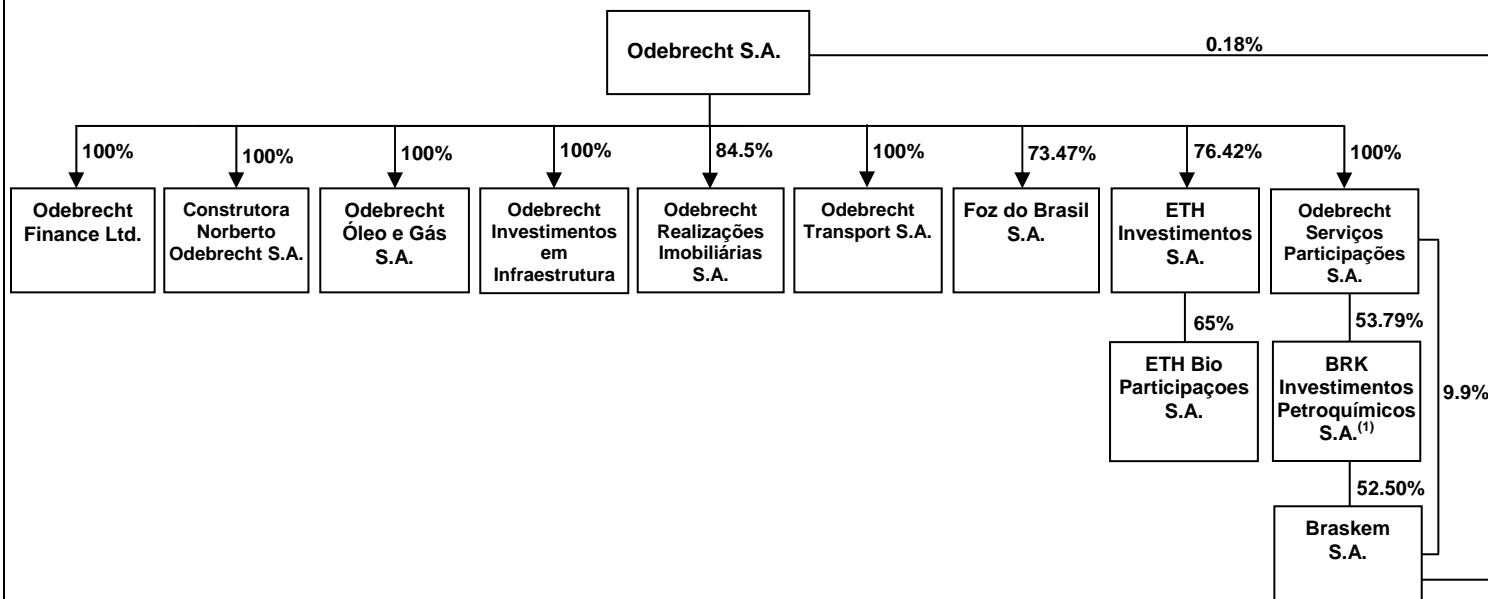 Odebrecht S.A.
0.18%
100%
100%
100%
100%
84.5%
100%
73.47%
76.42%
100%
Odebrecht
Finance Ltd.
Construtora
Norberto
Odebrecht S.A.
Odebrecht
Óleo e Gás
S.A.
Odebrecht
Investimentos
em
Infraestrutura
Odebrecht
Realizações
Imobiliárias
S.A.
Odebrecht
Transport S.A.
Foz do Brasil
S.A.
ETH
Investimentos
S.A.
Odebrecht
Serviços
Participações
S.A.
65%
53.79%
ETH Bio
Participaçoes
S.A.
BRK
Investimentos
Petroquímicos
S.A.(1)
9.9%
52.50%
Braskem
S.A.